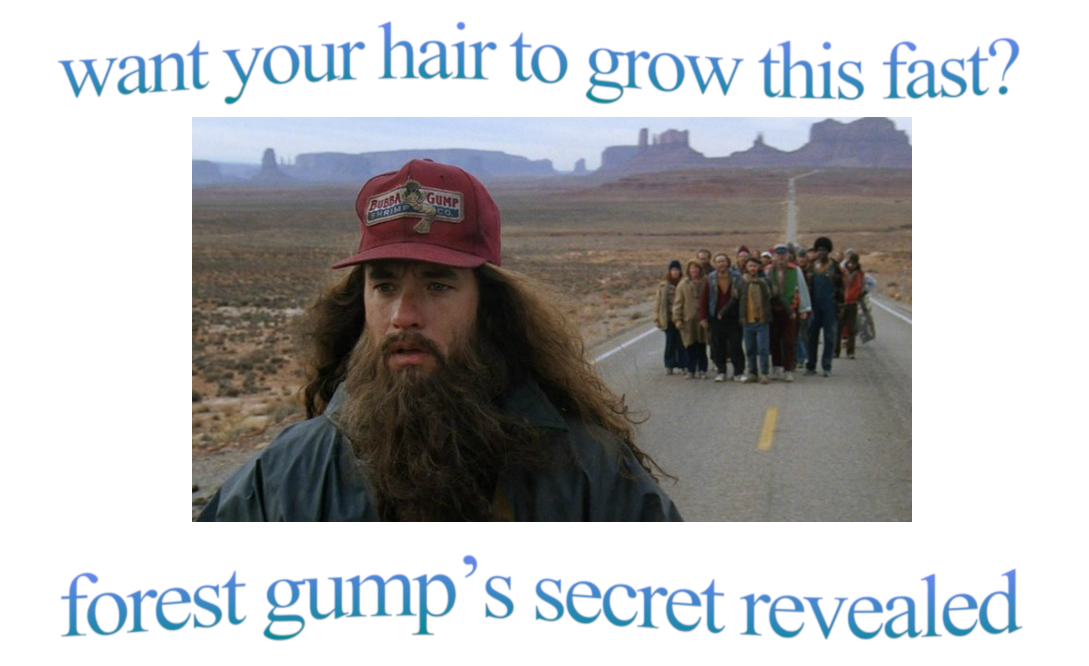 want your hair to grow this fast?
BUBBA GUMP
SHRIMP CO.
forest gump's secret revealed